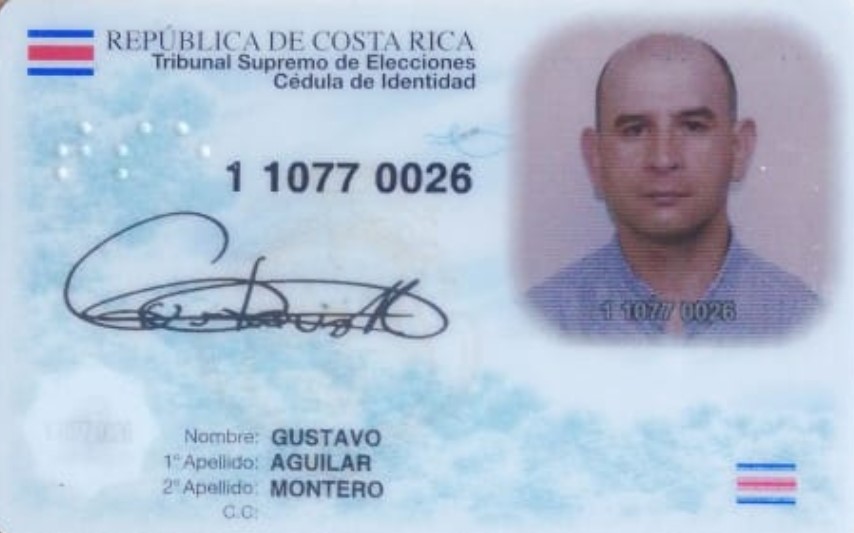 REPÚBLICA DE COSTA RICA
Tribunal Supremo de Elecciones
Cédula de Identidad
1 1077 0026
1 1077 0026
Nombre: GUSTAVO
1° Apellido: AGUILAR
2° Apellido: MONTERO
C.C: